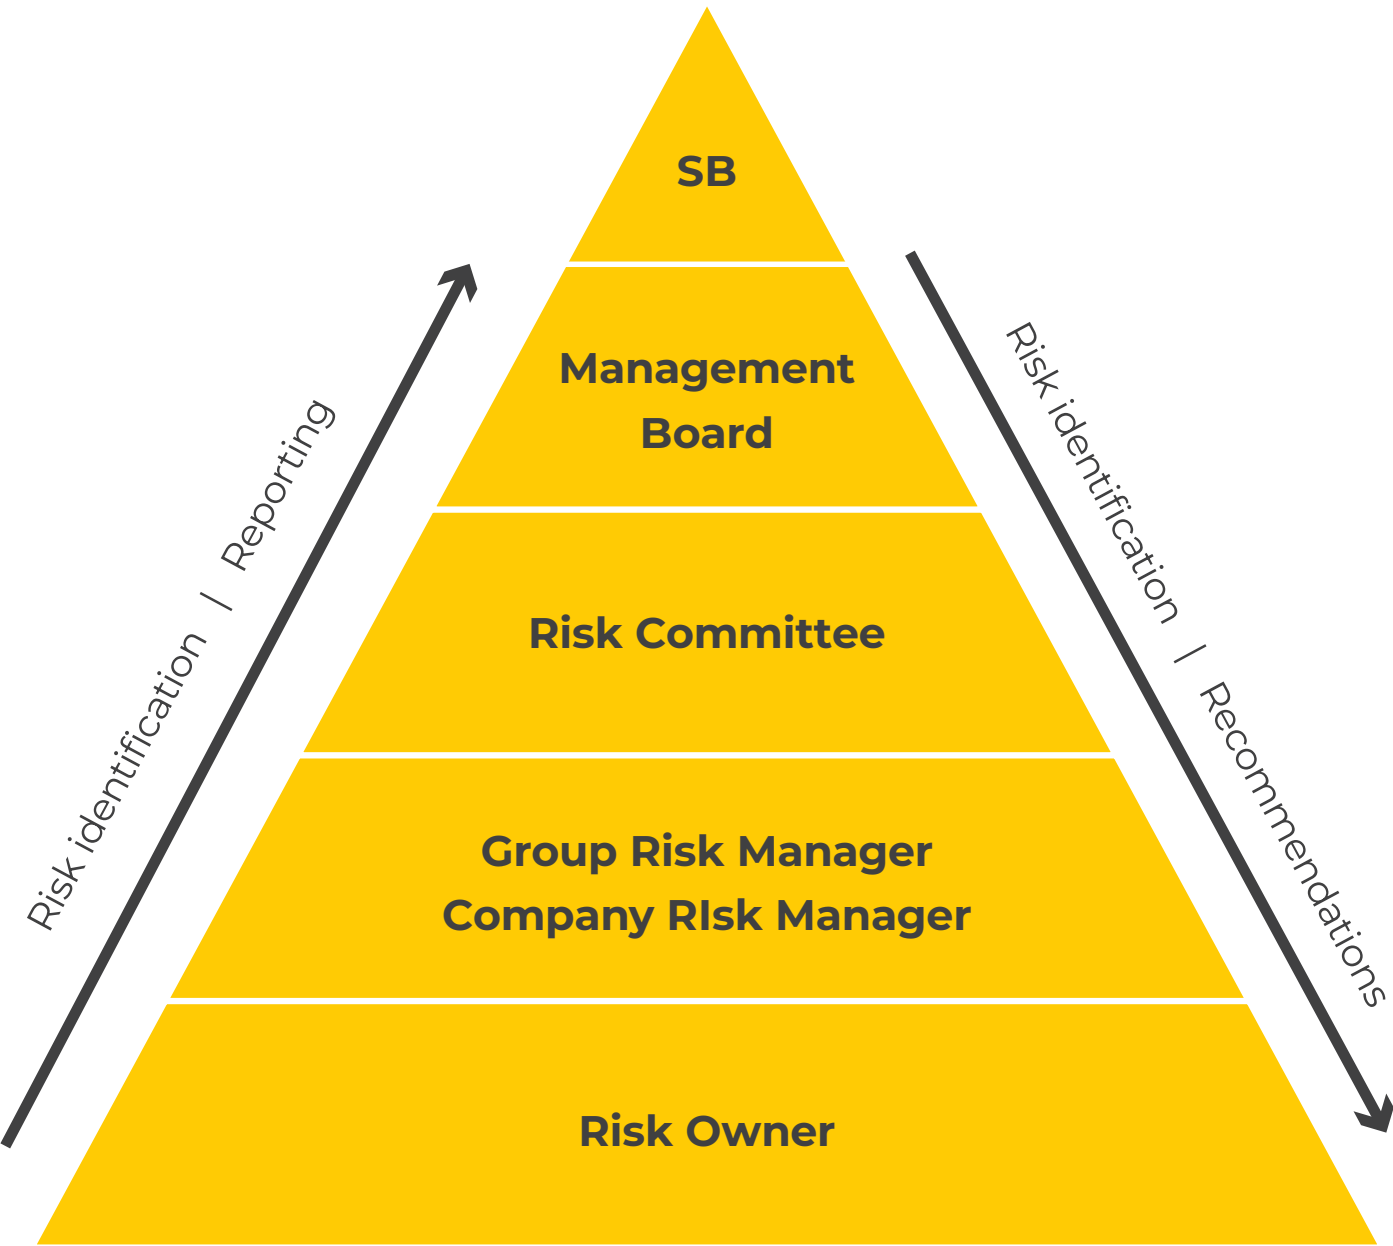 SB
Management
Board
Risk Committee
Group Risk Manager
Company RIsk Manager
Risk Owner
Risk identification | Reporting
Risk identification | Recommendations